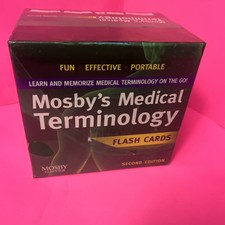 FUN · EFFECTIVE · PORTABLE
LEARN AND MEMORIZE MEDICAL TERMINOLOGY ON THE GO!
Mosby's Medical
Terminology
FLASH CARDS
MOSBY
SECOND EDITION